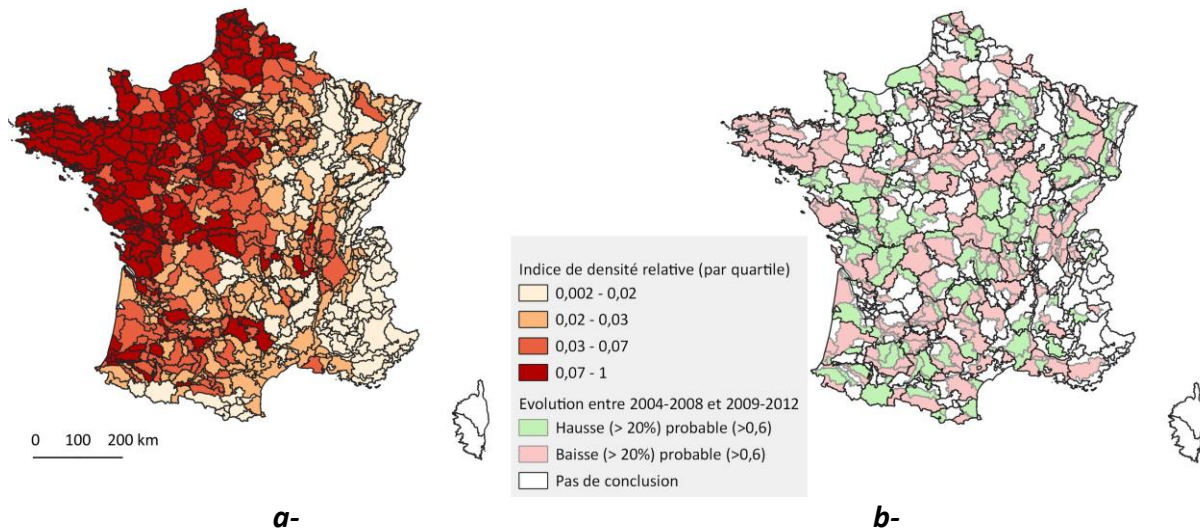 Indice de densité relative (par quartile)
0,002 - 0,02
0,02 - 0,03
0,03 - 0,07
0,07 - 1
Evolution entre 2004-2008 et 2009-2012
Hausse (> 20%) probable (>0,6)
Baisse (> 20%) probable (>0,6)
Pas de conclusion
0 100 200 km
a-
b-